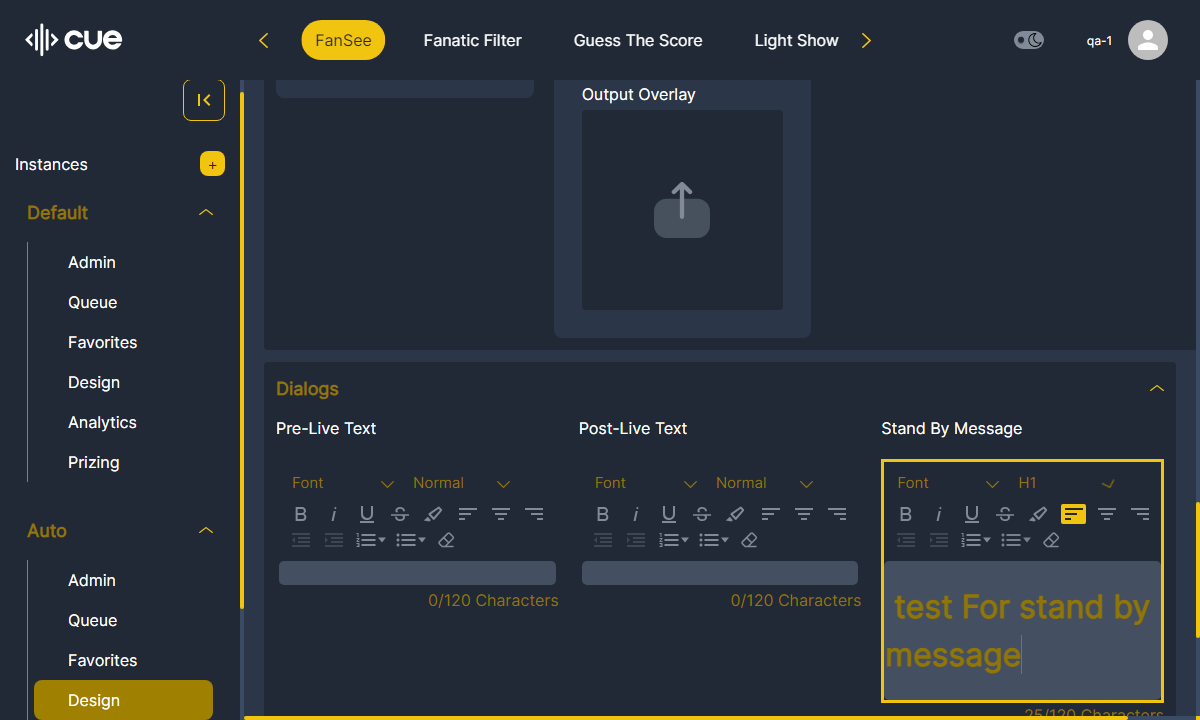 cue
FanSee
Fanatic Filter
Guess The Score
Light Show
qa-1
Output Overlay
Instances
+
Default
Admin
Queue
Favorites
Design
Analytics
Prizing
Auto
Admin
Queue
Favorites
Design
Dialogs
Pre-Live Text
Post-Live Text
Stand By Message
Font Normal
B i U S
0/120 Characters
Font Normal
B i U S
0/120 Characters
Font H1
B i U S
test For stand by
message
25/120 Characters